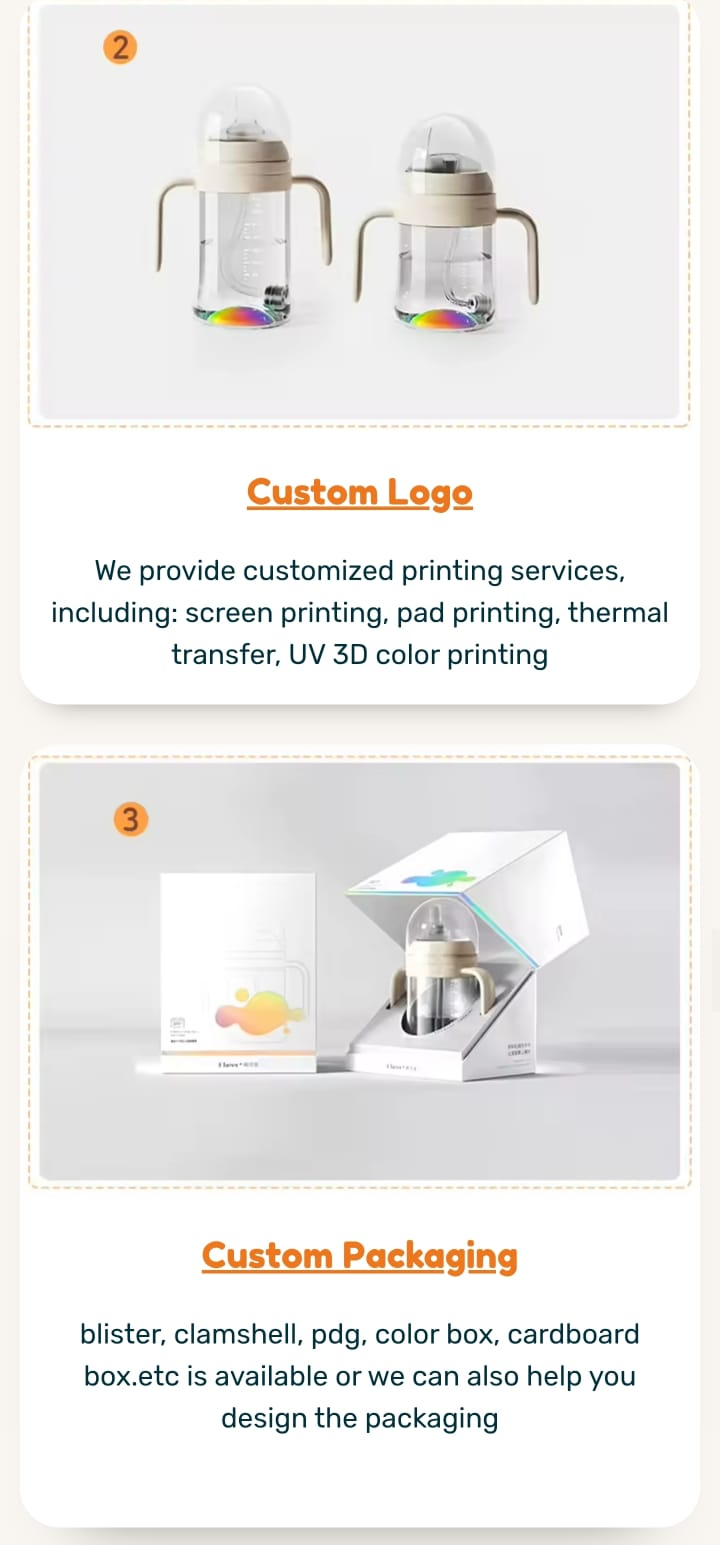 2
Custom Logo
We provide customized printing services,
including: screen printing, pad printing, thermal
transfer, UV 3D color printing
3
Custom Packaging
blister, clamshell, pdg, color box, cardboard
box.etc is available or we can also help you
design the packaging